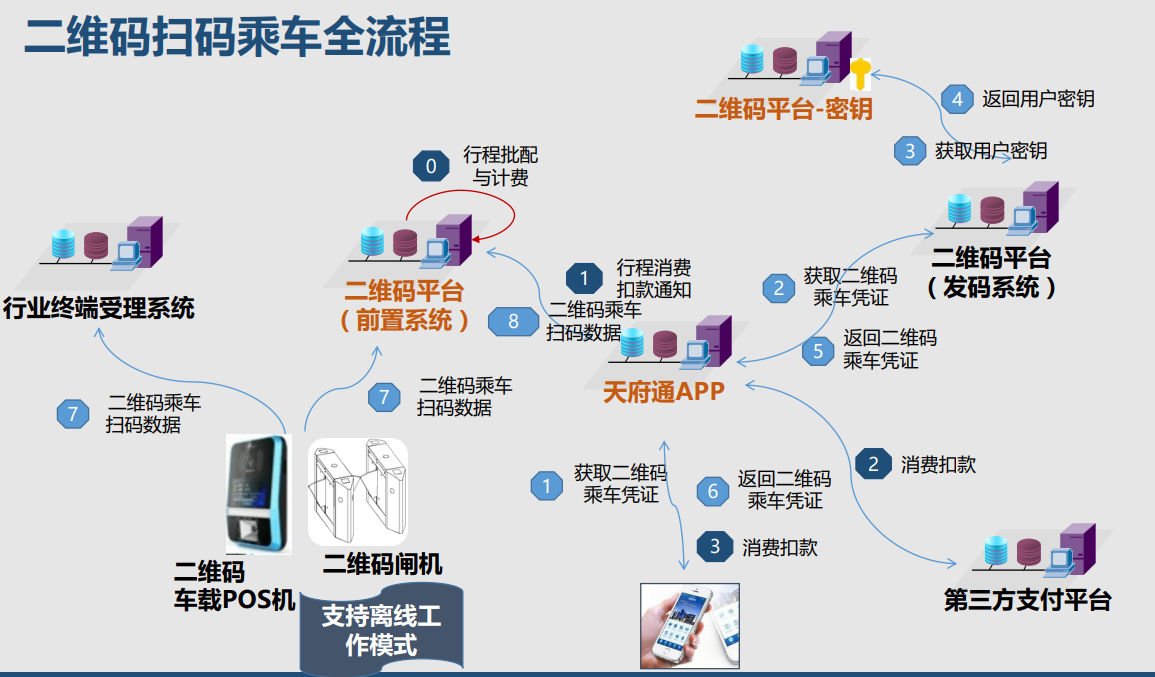 二维码扫码乘车全流程
二维码平台-密钥
4
返回用户密钥
3
获取用户密钥
0
行程批配
与计费
行业终端受理系统
二维码平台
（前置系统）
1
行程消费
扣款通知
8
二维码乘车
扫码数据
二维码平台
（发码系统）
2
获取二维码
乘车凭证
5
返回二维码
乘车凭证
天府通APP
7
二维码乘车
扫码数据
7
二维码乘车
扫码数据
1
获取二维码
乘车凭证
6
返回二维码
乘车凭证
3
消费扣款
2
消费扣款
二维码
车载POS机
二维码闸机
支持离线工
作模式
第三方支付平台